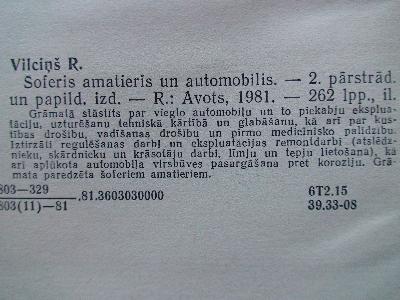 Vilciņš R.
Šoferis amatieris un automobilis. — 2. pārstrād.
un papild. izd. — R.: Avots, 1981. — 262 lpp., il.
Grāmatā stāstīts par vieglo automobiļu un to piekabju ekspluatāciju, uzturēšanu tehniskā kārtībā un glabāšanu, kā arī par kustības drošību, vadīšanas drošību un pirmo medicīnisko palīdzību.
Iztirzāti regulēšanas darbi un ekspluatācijas remontdarbi (atslēdznieku, skārdnieku un krāsotāju darbi, līmju un tepju lietošana), kā
arī aplūkota automobiļa virsbūves pasargāšana pret koroziju. Grāmata paredzēta šoferiem amatieriem.
803—329
803(11)—81
.81.3603030000
6T2.15
39.33-08